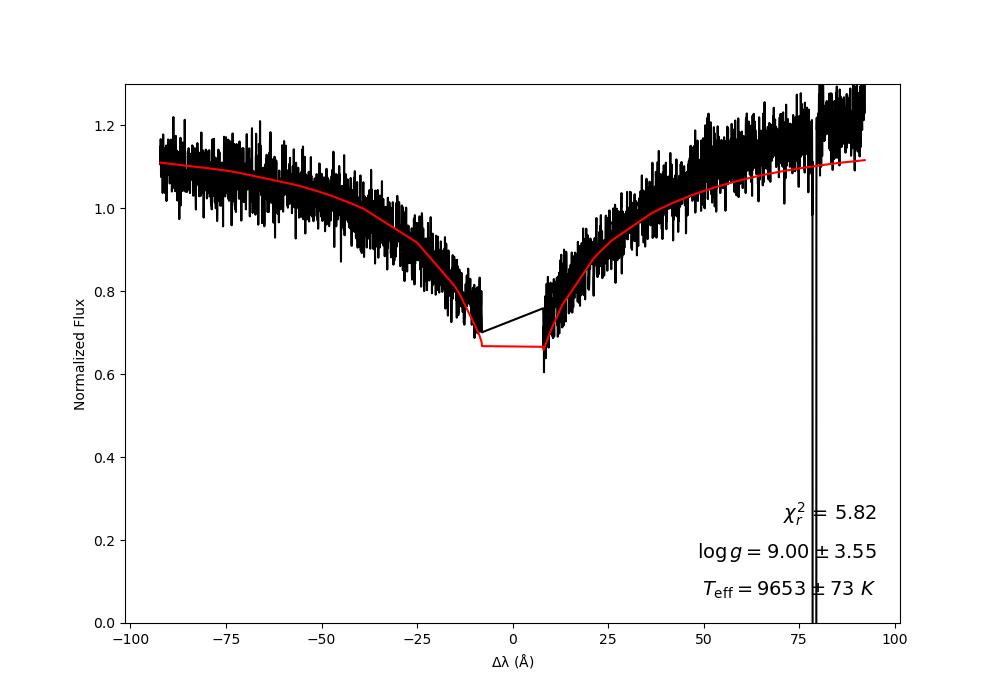 1.2
1.0
0.8
0.6
0.4
0.2
0.0
Normalized Flux
χ²ᵣ = 5.82
log g = 9.00 ± 3.55
T_eff = 9653 ± 73 K
−100 −75 −50 −25 0 25 50 75 100
Δλ (Å)